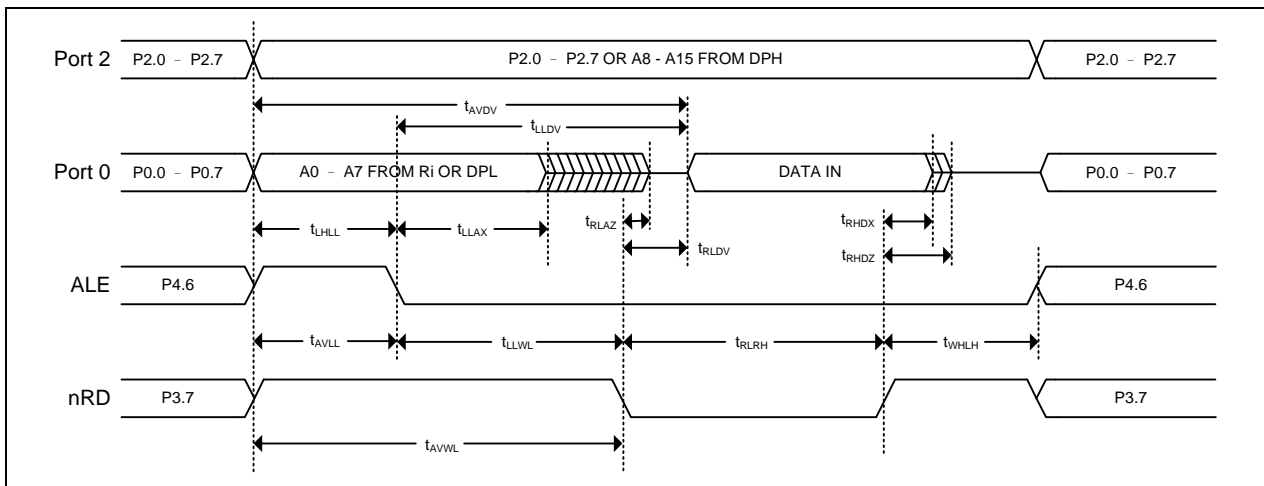 Port 2 P2.0 – P2.7 P2.0 – P2.7 OR A8 - A15 FROM DPH P2.0 – P2.7
tAVDV
tLLDV
Port 0 P0.0 – P0.7 A0 – A7 FROM Ri OR DPL DATA IN P0.0 – P0.7
tLHLL tLLAX tRLAZ tRHDX
tRLDV tRHDZ
ALE P4.6 P4.6
tAVLL tLLWL tRLRH tWHLH
nRD P3.7 P3.7
tAVWL